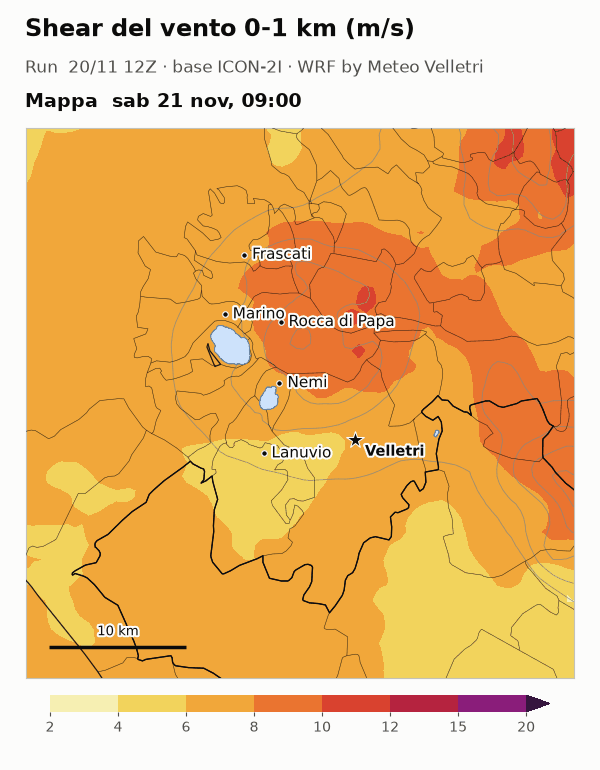 Shear del vento 0-1 km (m/s)
Run  20/11 12Z · base ICON-2I · WRF by Meteo Velletri
Mappa  sab 21 nov, 09:00
Frascati
Marino
Rocca di Papa
Nemi
Velletri
Lanuvio
10 km
2 4 6 8 10 12 15 20